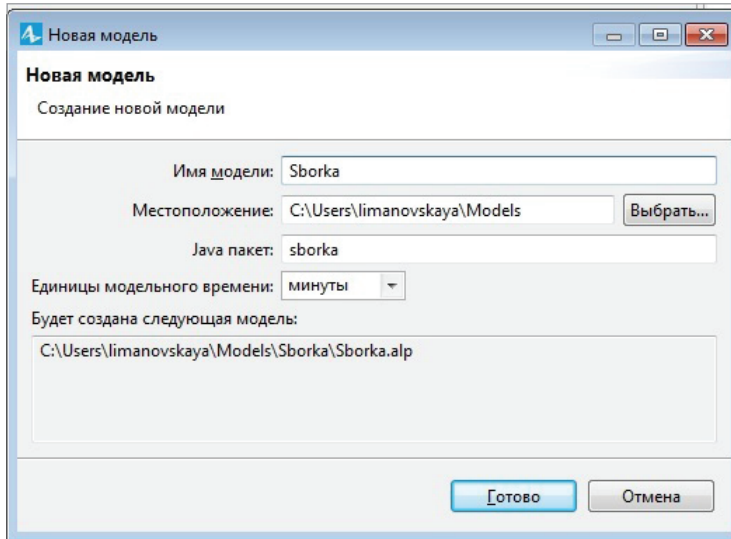 Новая модель
Новая модель
Создание новой модели
Имя модели: Sborka
Местоположение: C:\Users\limanovskaya\Models Выбрать...
Java пакет: sborka
Единицы модельного времени: минуты
Будет создана следующая модель:
C:\Users\limanovskaya\Models\Sborka\Sborka.alp
Готово Отмена